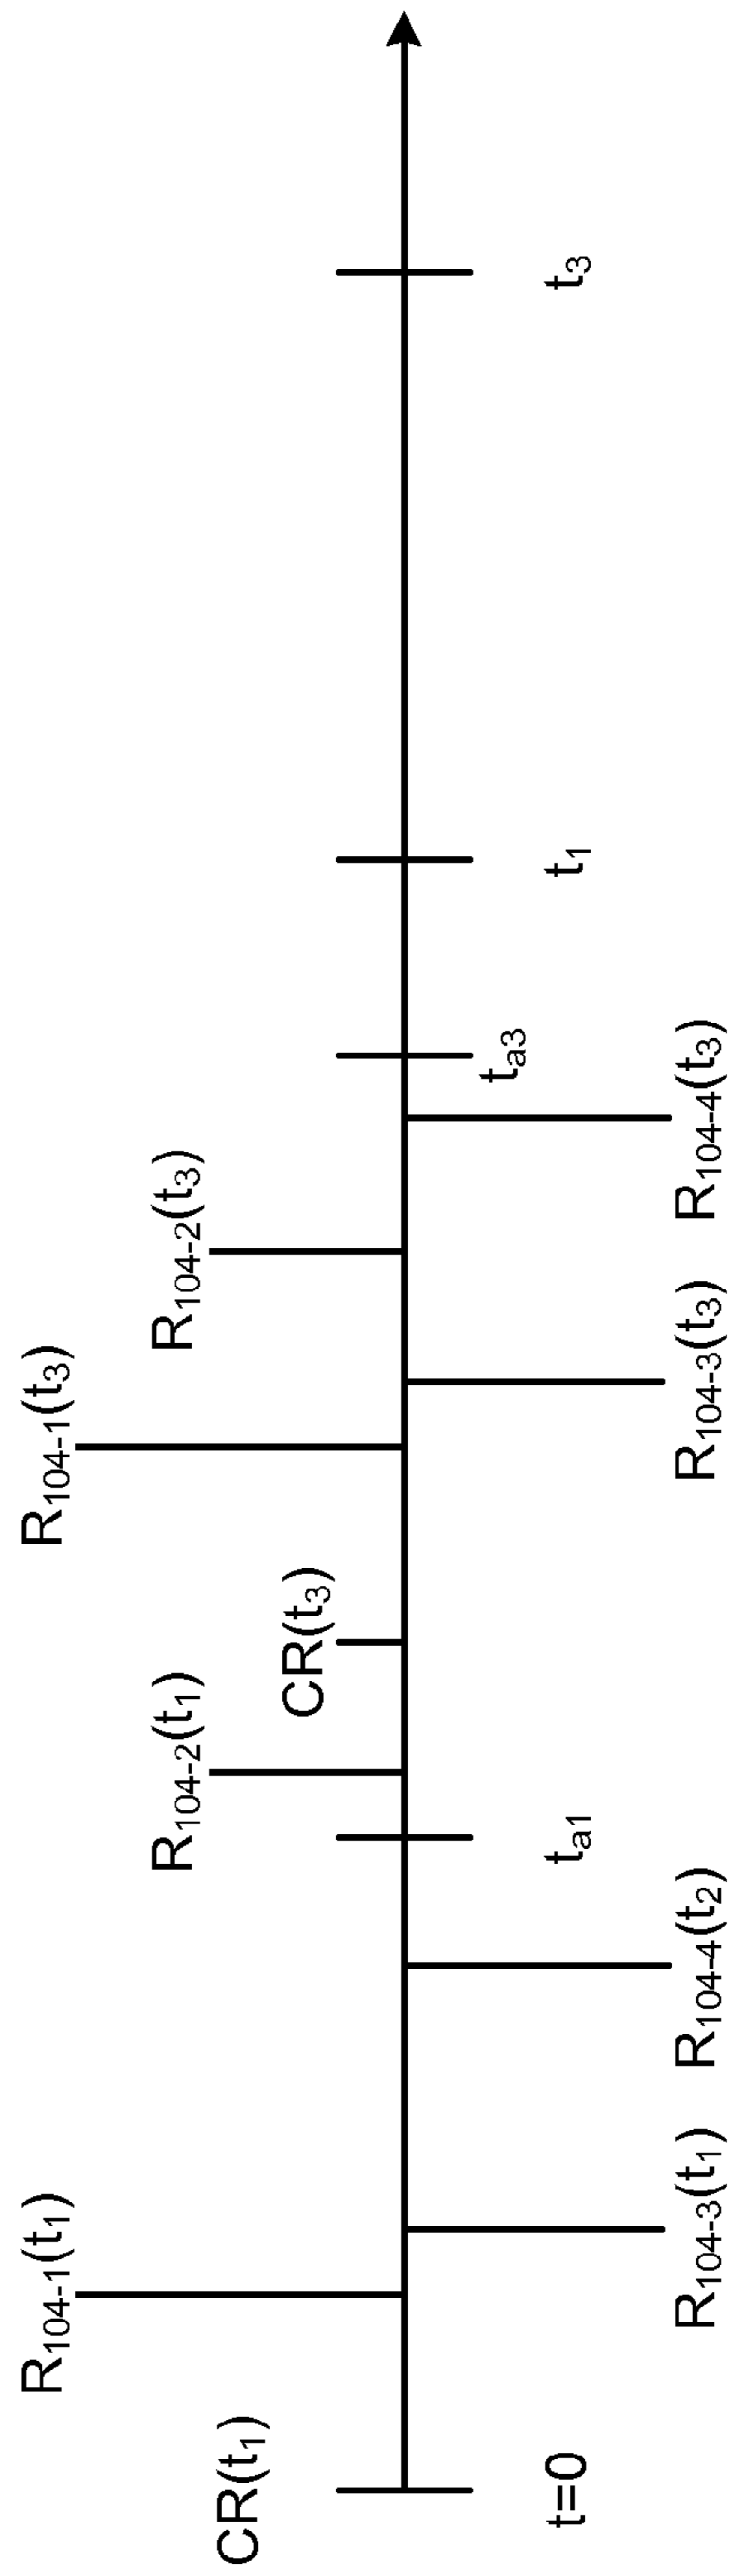 R104-1(t1)
R104-1(t3)
R104-2(t1)
R104-2(t3)
CR(t1)
CR(t3)
ta3
t=0
ta1
t1
t3
R104-3(t1)
R104-4(t2)
R104-3(t3)
R104-4(t3)